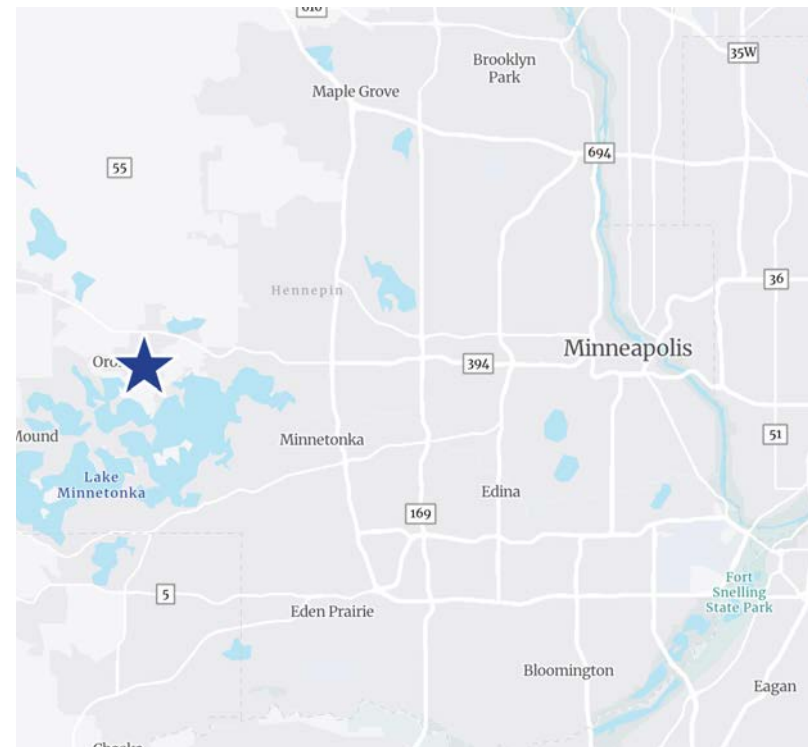 Brooklyn
Park
35W
Maple Grove
694
55
36
Hennepin
Minneapolis
394
Mound
Minnetonka
51
Lake
Minnetonka
Edina
169
Fort
Snelling
State Park
5
Eden Prairie
Bloomington
Eagan